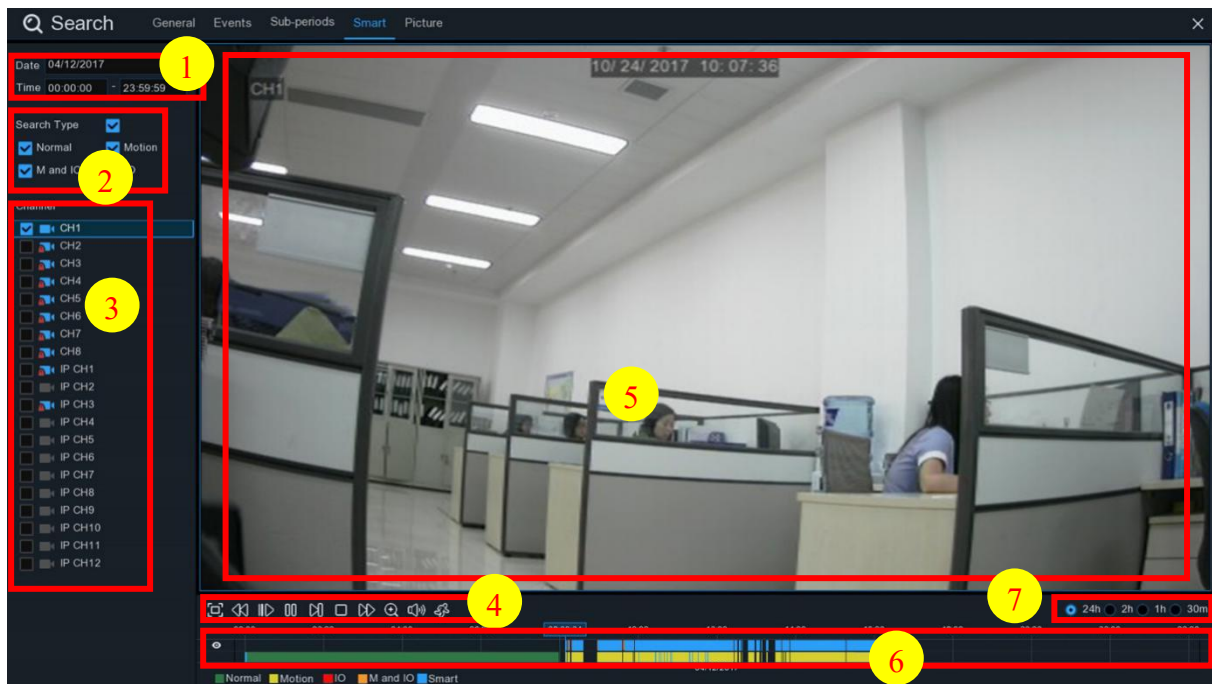 Search General Events Sub-periods Smart Picture
Date 04/12/2017
Time 00:00:00 - 23:59:59
1
Search Type
Normal Motion
M and IO
2
Channel
CH1
CH2
CH3
CH4
CH5
CH6
CH7
CH8
IP CH1
IP CH2
IP CH3
IP CH4
IP CH5
IP CH6
IP CH7
IP CH8
IP CH9
IP CH10
IP CH11
IP CH12
3
10/24/2017 10:07:36
CH1
5
4
7
24h 2h 1h 30m
6
04/12/2017
Normal Motion IO M and IO Smart